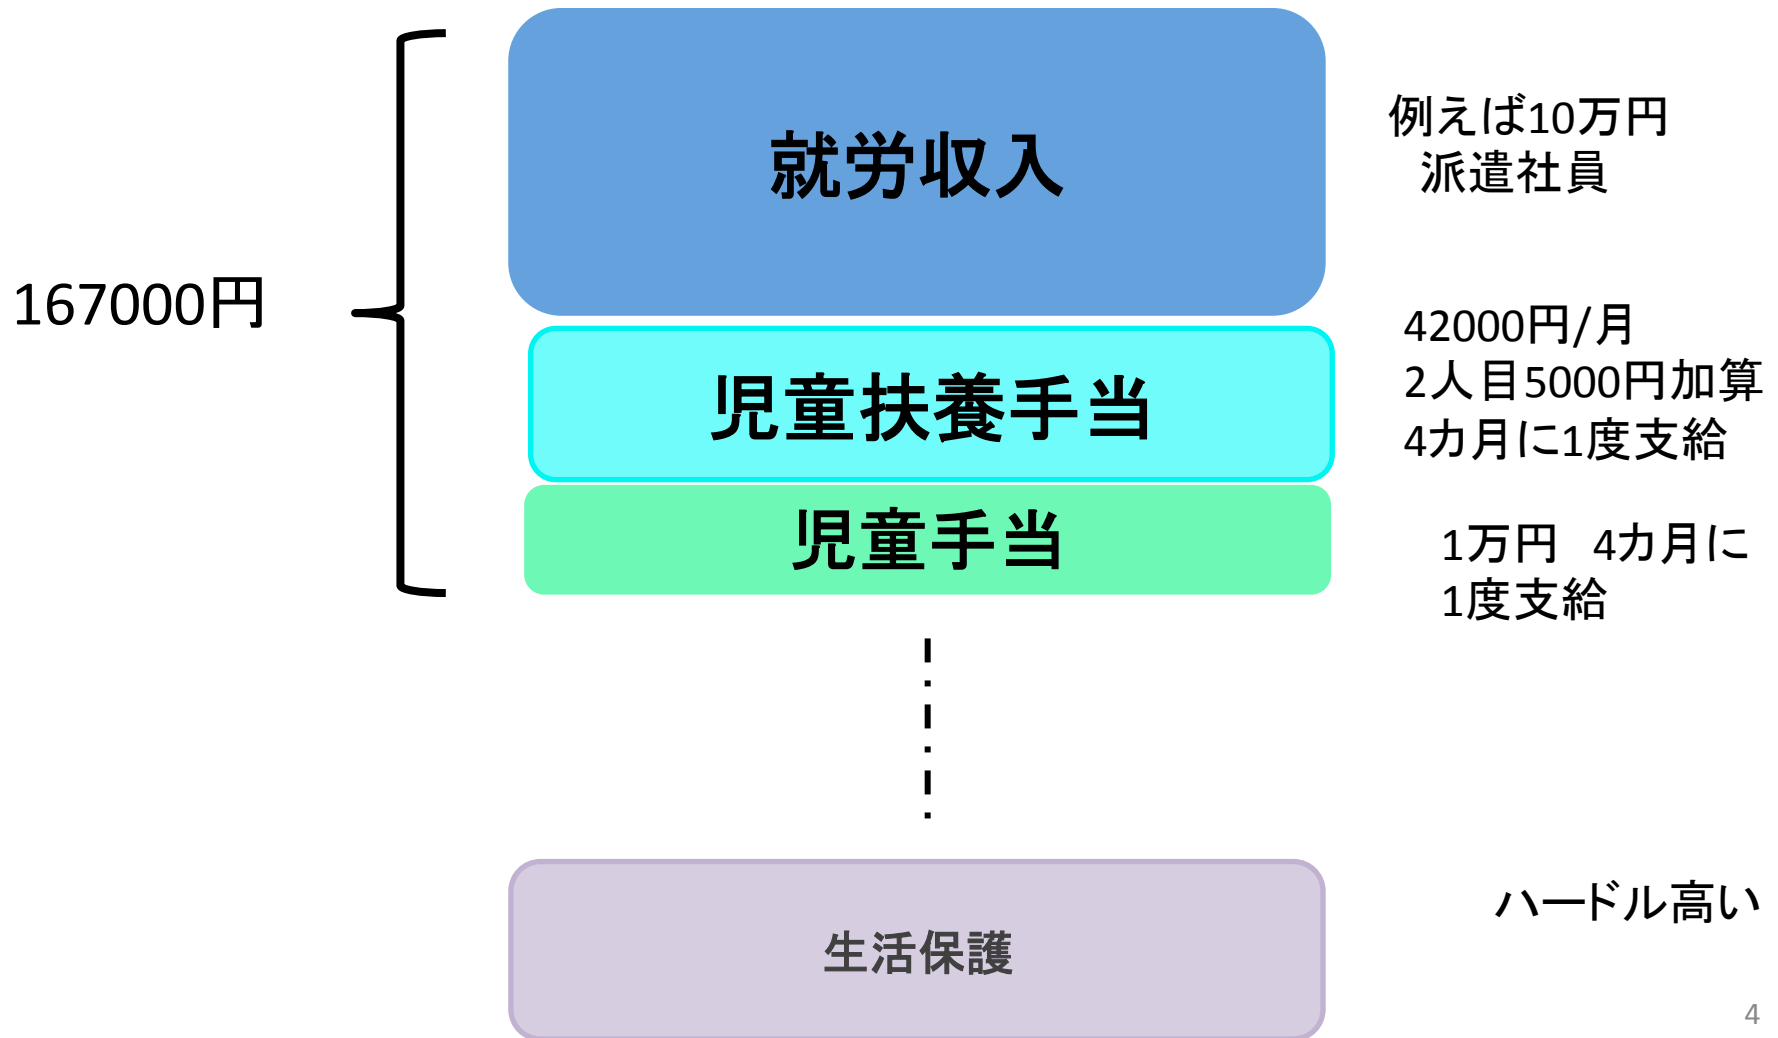 就労収入
例えば10万円
派遣社員
167000円
児童扶養手当
42000円/月
2人目5000円加算
4カ月に1度支給
児童手当
1万円　4カ月に
1度支給
生活保護
ハードル高い
4